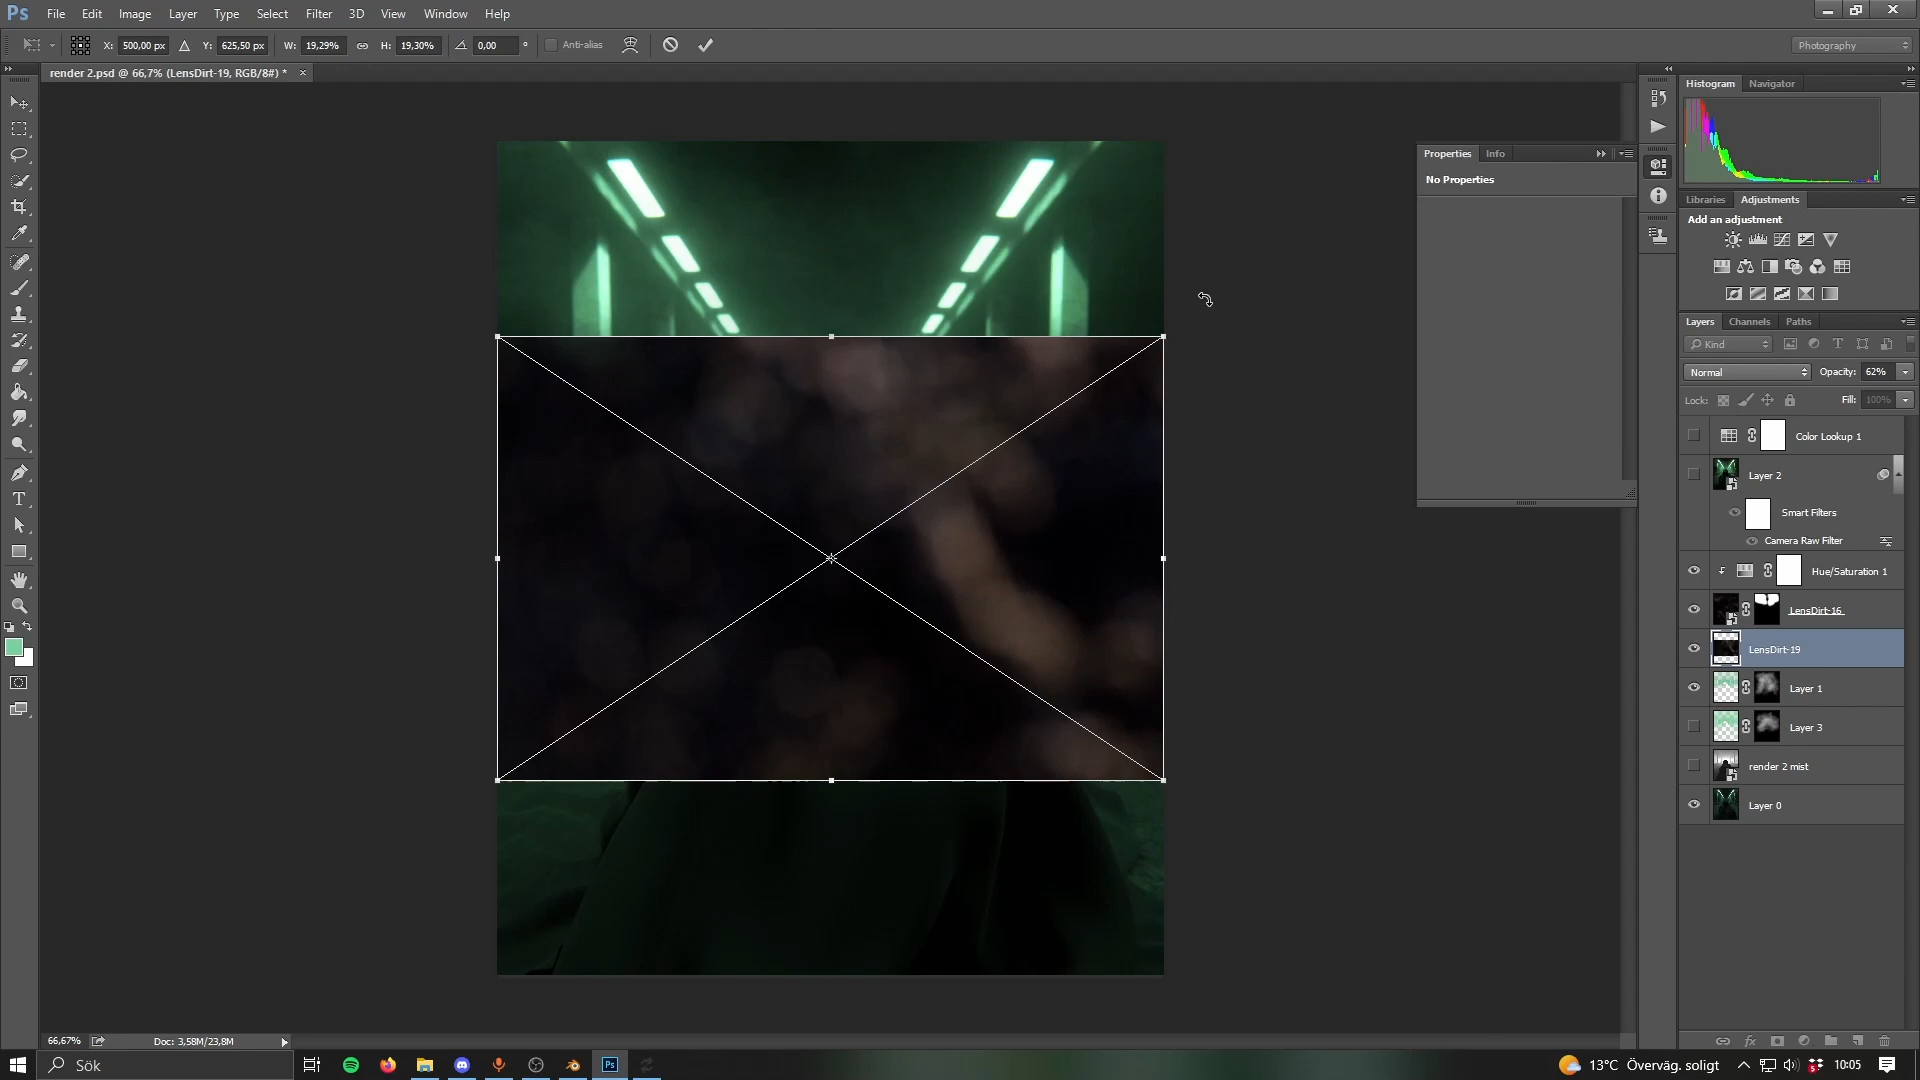 Ps File Edit Image Layer Type Select Filter 3D View Window Help
X: 500,00 px Y: 625,50 px W: 19,29% H: 19,30% 0,00 ° Anti-alias Photography
render 2.psd @ 66,7% (LensDirt-19, RGB/8#) * ×
Histogram Navigator
Properties Info
No Properties
Libraries Adjustments
Add an adjustment
Layers Channels Paths
Kind
Normal Opacity: 62%
Lock: Fill: 100%
Color Lookup 1
Layer 2
Smart Filters
Camera Raw Filter
Hue/Saturation 1
LensDirt-16
LensDirt-19
Layer 1
Layer 3
render 2 mist
Layer 0
66,67% Doc: 3,58M/23,8M
Sök Ps 13°C Överväg. soligt 10:05